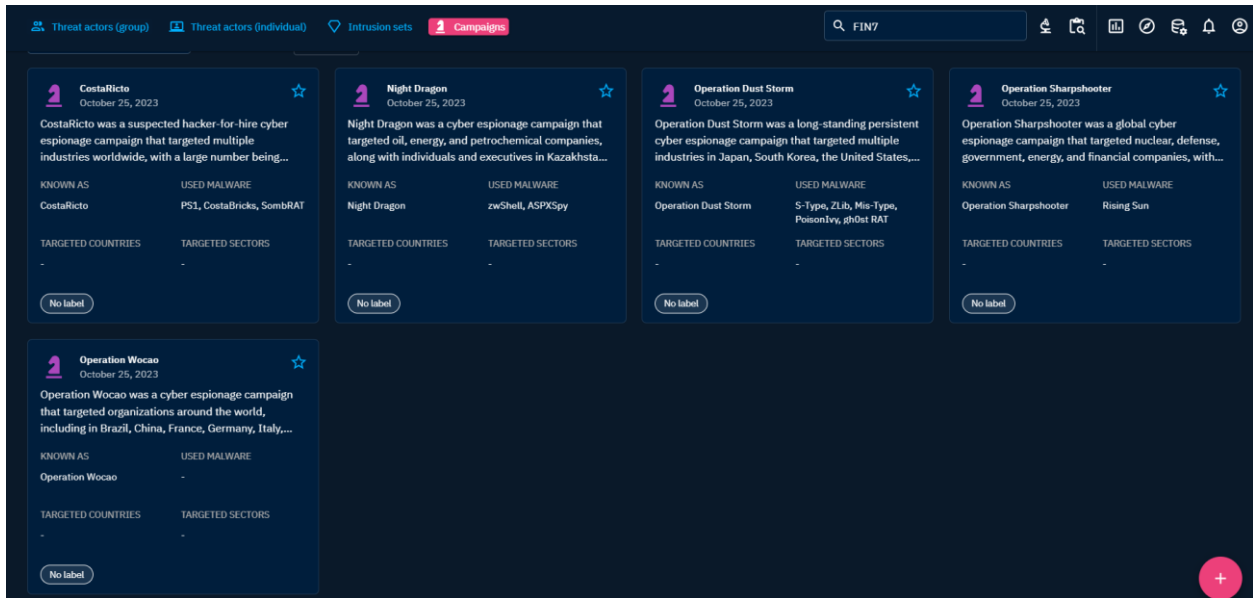 Threat actors (group) Threat actors (individual) Intrusion sets Campaigns FIN7
CostaRicto
October 25, 2023
CostaRicto was a suspected hacker-for-hire cyber
espionage campaign that targeted multiple
industries worldwide, with a large number being...
KNOWN AS USED MALWARE
CostaRicto PS1, CostaBricks, SombRAT
TARGETED COUNTRIES TARGETED SECTORS
- -
No label
Night Dragon
October 25, 2023
Night Dragon was a cyber espionage campaign that
targeted oil, energy, and petrochemical companies,
along with individuals and executives in Kazakhsta...
KNOWN AS USED MALWARE
Night Dragon zwShell, ASPXSpy
TARGETED COUNTRIES TARGETED SECTORS
- -
No label
Operation Dust Storm
October 25, 2023
Operation Dust Storm was a long-standing persistent
cyber espionage campaign that targeted multiple
industries in Japan, South Korea, the United States,...
KNOWN AS USED MALWARE
Operation Dust Storm S-Type, ZLib, Mis-Type,
PoisonIvy, gh0st RAT
TARGETED COUNTRIES TARGETED SECTORS
- -
No label
Operation Sharpshooter
October 25, 2023
Operation Sharpshooter was a global cyber
espionage campaign that targeted nuclear, defense,
government, energy, and financial companies, with...
KNOWN AS USED MALWARE
Operation Sharpshooter Rising Sun
TARGETED COUNTRIES TARGETED SECTORS
- -
No label
Operation Wocao
October 25, 2023
Operation Wocao was a cyber espionage campaign
that targeted organizations around the world,
including in Brazil, China, France, Germany, Italy,...
KNOWN AS USED MALWARE
Operation Wocao -
TARGETED COUNTRIES TARGETED SECTORS
- -
No label